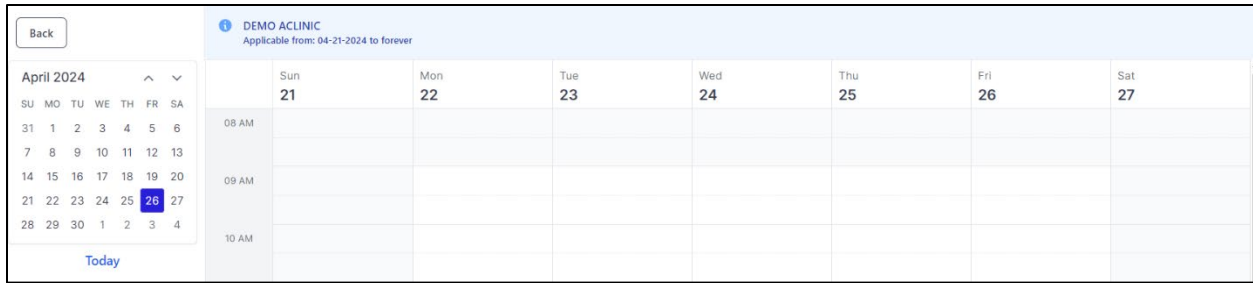 Back
DEMO ACLINIC
Applicable from: 04-21-2024 to forever
April 2024
SU MO TU WE TH FR SA
31 1 2 3 4 5 6
7 8 9 10 11 12 13
14 15 16 17 18 19 20
21 22 23 24 25 26 27
28 29 30 1 2 3 4
Today
Sun Mon Tue Wed Thu Fri Sat
21 22 23 24 25 26 27
08 AM
09 AM
10 AM